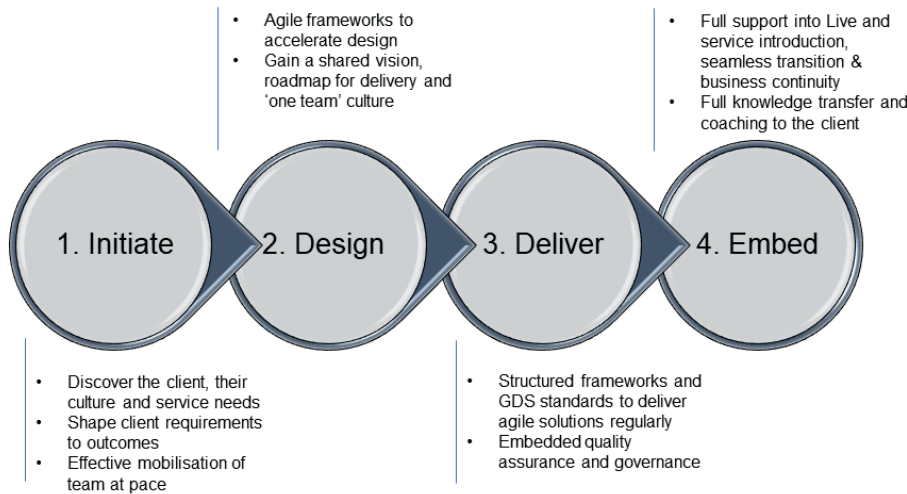 • Agile frameworks to
accelerate design
• Gain a shared vision,
roadmap for delivery and
‘one team’ culture
• Full support into Live and
service introduction,
seamless transition &
business continuity
• Full knowledge transfer and
coaching to the client
1. Initiate
2. Design
3. Deliver
4. Embed
• Discover the client, their
culture and service needs
• Shape client requirements
to outcomes
• Effective mobilisation of
team at pace
• Structured frameworks and
GDS standards to deliver
agile solutions regularly
• Embedded quality
assurance and governance